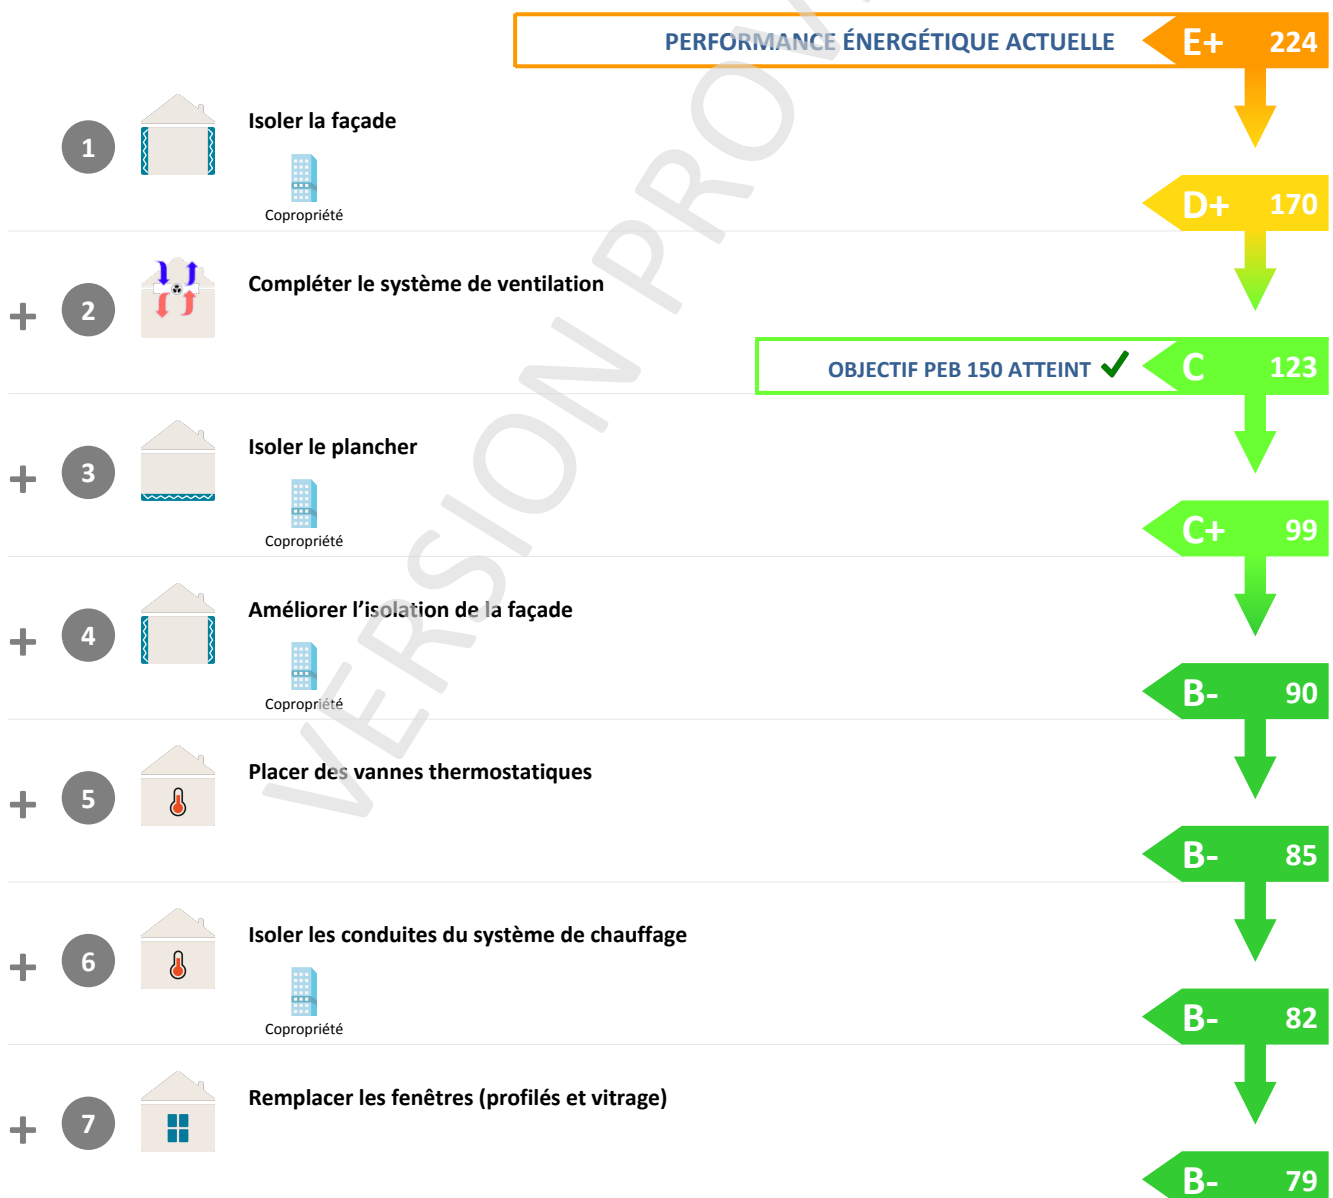 PERFORMANCE ÉNERGÉTIQUE ACTUELLE E+ 224
1 Isoler la façade
Copropriété
D+ 170
+ 2 Compléter le système de ventilation
OBJECTIF PEB 150 ATTEINT ✓ C 123
+ 3 Isoler le plancher
Copropriété
C+ 99
+ 4 Améliorer l’isolation de la façade
Copropriété
B- 90
+ 5 Placer des vannes thermostatiques
B- 85
+ 6 Isoler les conduites du système de chauffage
Copropriété
B- 82
+ 7 Remplacer les fenêtres (profilés et vitrage)
B- 79
VERSION PROV